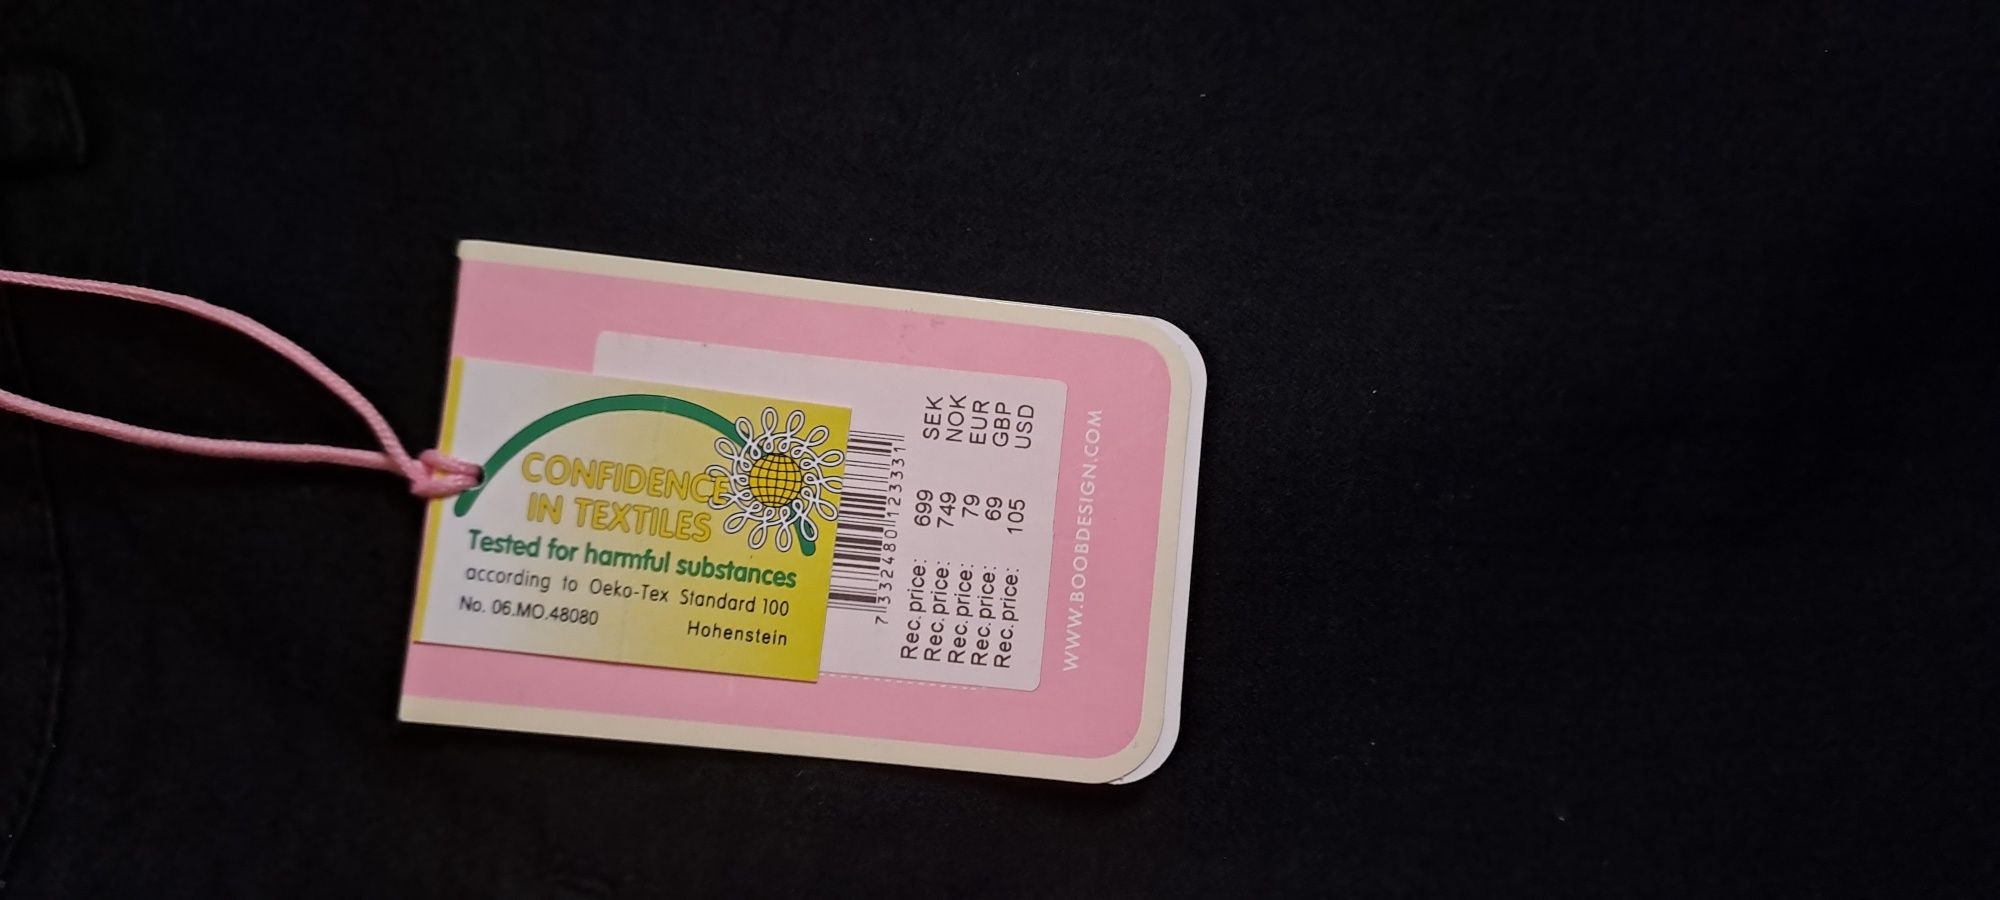 CONFIDENCE
IN TEXTILES
Tested for harmful substances
according to Oeko-Tex Standard 100
No. 06.MO.48080
Hohenstein
7 332480 123331
Rec.price: 699 SEK
Rec.price: 749 NOK
Rec.price: 79 EUR
Rec.price: 69 GBP
Rec.price: 105 USD
WWW.BOOBDESIGN.COM